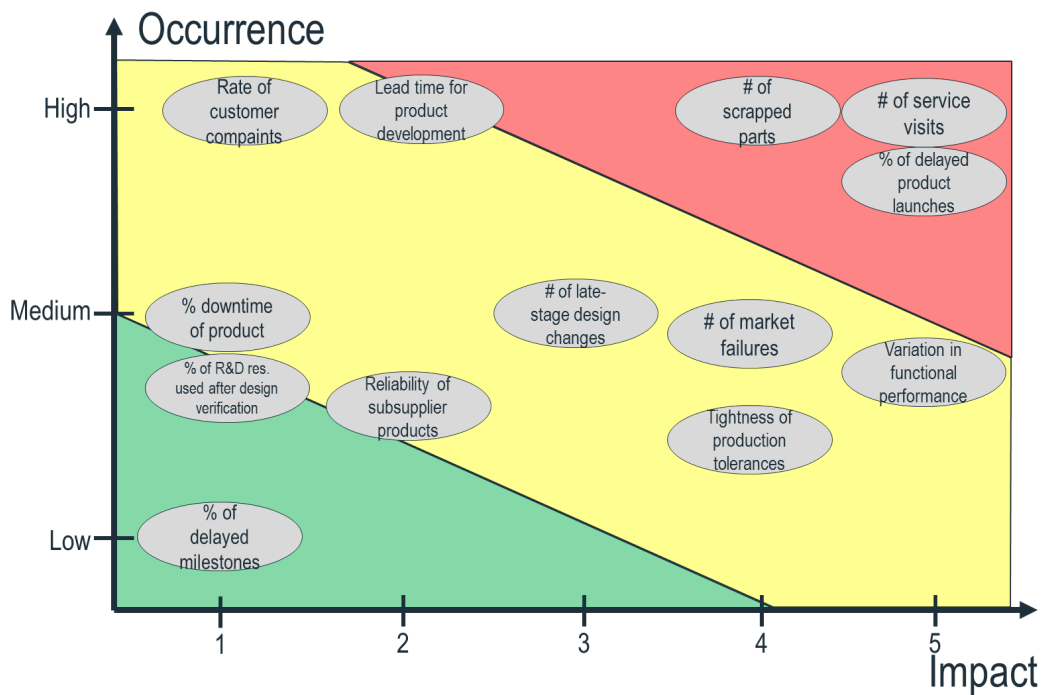 Occurrence
High
Rate of
customer
compaints
Lead time for
product
development
# of
scrapped
parts
# of service
visits
% of delayed
product
launches
Medium
% downtime
of product
# of late-
stage design
changes
# of market
failures
Variation in
functional
performance
% of R&D res.
used after design
verification
Reliability of
subsupplier
products
Tightness of
production
tolerances
Low
% of
delayed
milestones
1
2
3
4
5
Impact